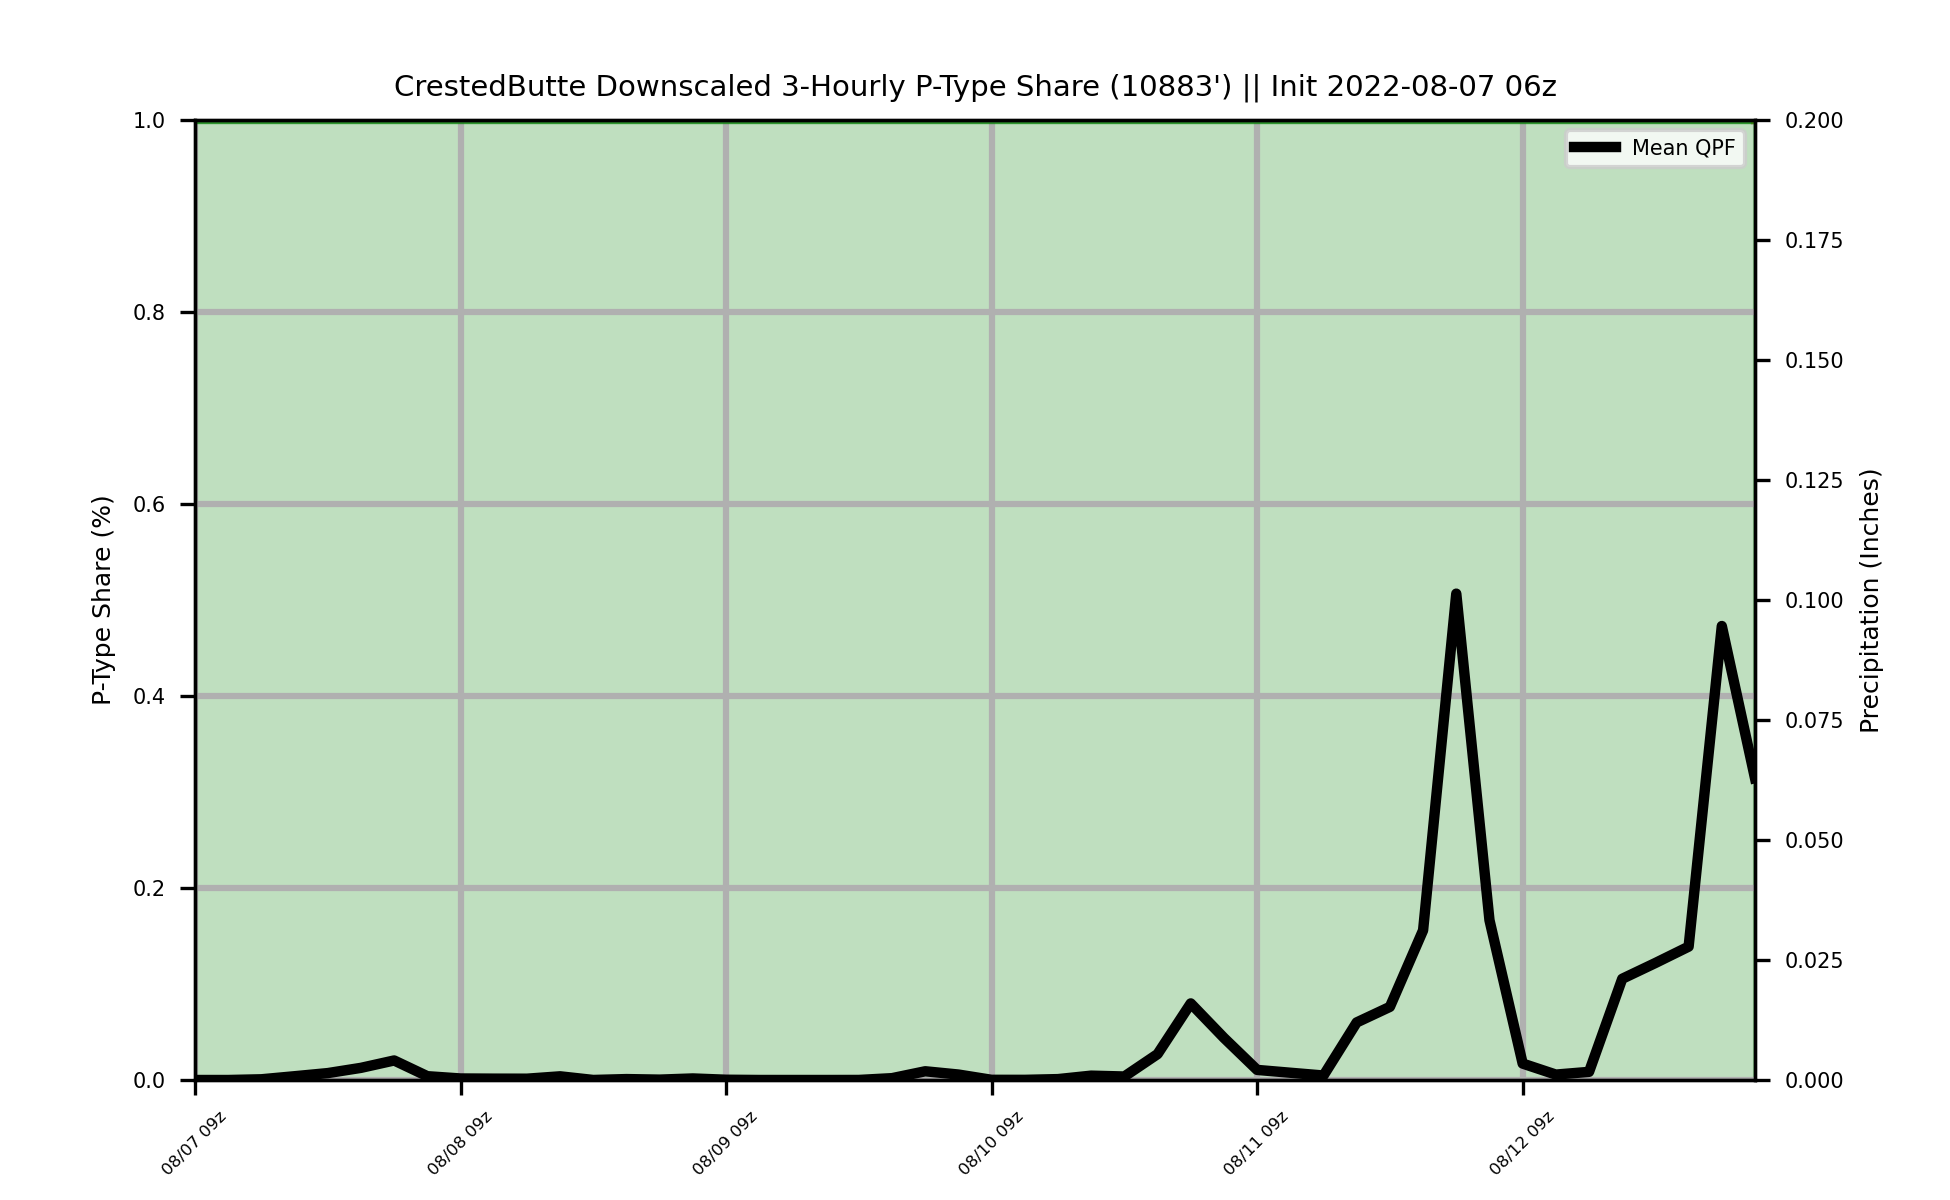 CrestedButte Downscaled 3-Hourly P-Type Share (10883') || Init 2022-08-07 06z
Mean QPF
P-Type Share (%)
1.0
0.8
0.6
0.4
0.2
0.0
0.200
0.175
0.150
0.125
0.100
0.075
0.050
0.025
0.000
Precipitation (Inches)
08/07 09z
08/08 09z
08/09 09z
08/10 09z
08/11 09z
08/12 09z